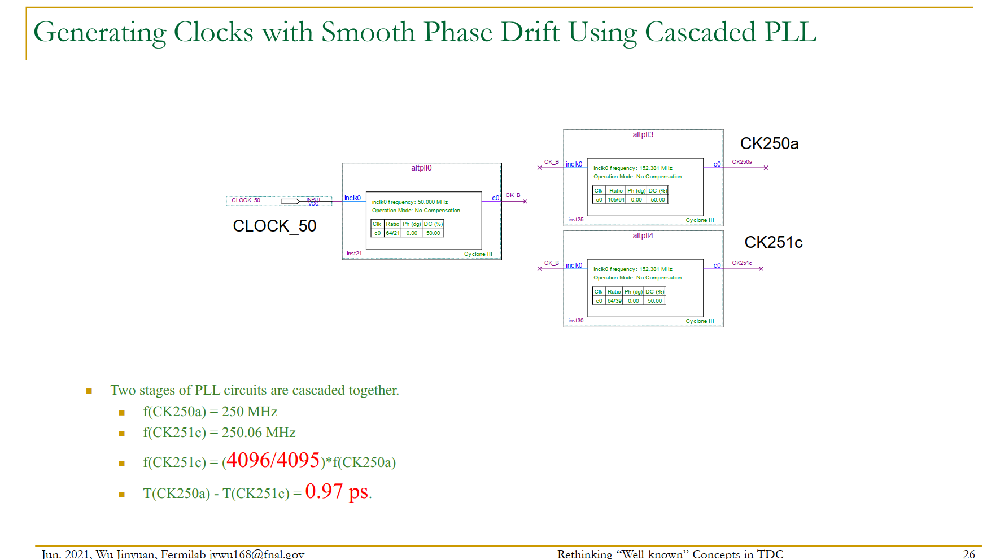 Generating Clocks with Smooth Phase Drift Using Cascaded PLL
CLOCK_50
INPUT
VCC
CLOCK_50
altpll0
inclk0
c0
CK_B
inclk0 frequency: 50.000 MHz
Operation Mode: No Compensation
Clk Ratio Ph (dg) DC (%)
c0 64/21 0.00 50.00
inst21
Cyclone III
altpll3
CK250a
CK_B
inclk0
c0
CK250a
inclk0 frequency: 152.381 MHz
Operation Mode: No Compensation
Clk Ratio Ph (dg) DC (%)
c0 105/64 0.00 50.00
inst25
Cyclone III
altpll4
CK251c
CK_B
inclk0
c0
CK251c
inclk0 frequency: 152.381 MHz
Operation Mode: No Compensation
Clk Ratio Ph (dg) DC (%)
c0 64/39 0.00 50.00
inst30
Cyclone III
Two stages of PLL circuits are cascaded together.
f(CK250a) = 250 MHz
f(CK251c) = 250.06 MHz
f(CK251c) = (4096/4095)*f(CK250a)
T(CK250a) - T(CK251c) = 0.97 ps.
Jun. 2021, Wu Jinyuan, Fermilab jywu168@fnal.gov
Rethinking “Well-known” Concepts in TDC
26